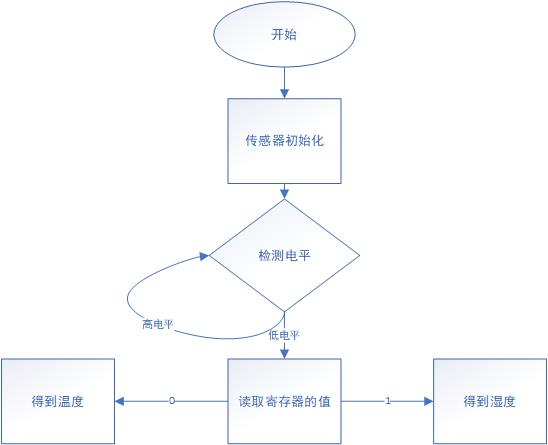 开始
传感器初始化
检测电平
高电平
低电平
得到温度
0
读取寄存器的值
1
得到湿度